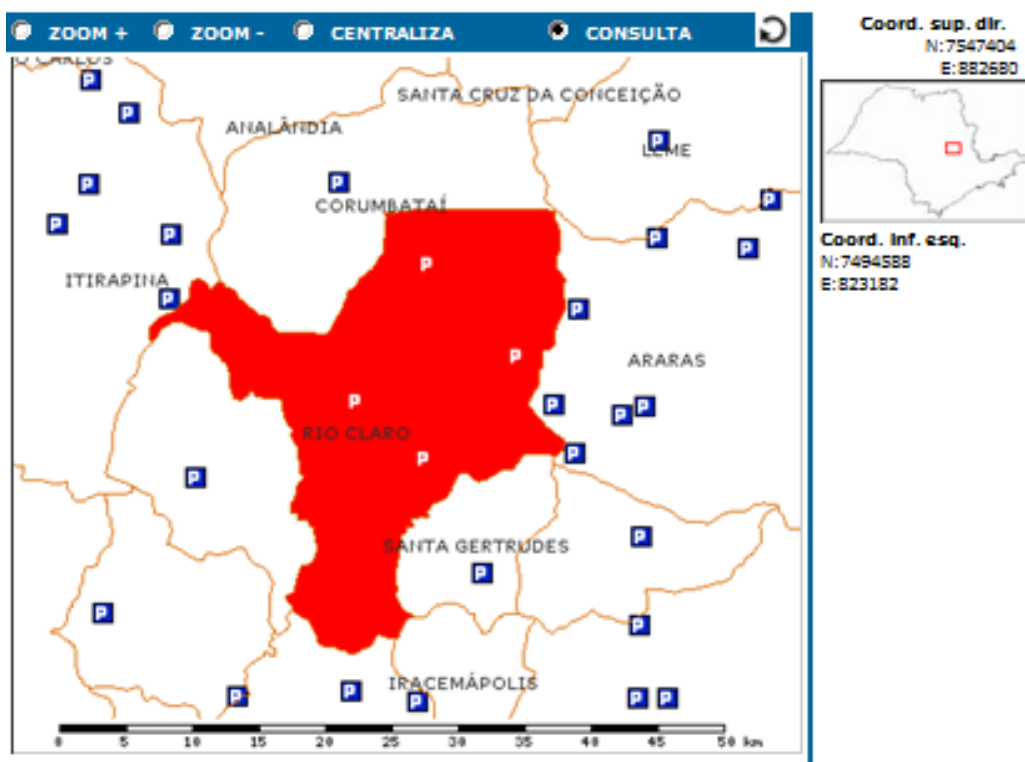 ZOOM + ZOOM - CENTRALIZA CONSULTA
Coord. sup. dir.
N:7547404
E:882680
O CARLOS
P
P
SANTA CRUZ DA CONCEIÇÃO
ANALÂNDIA
P
LEME
P
P
CORUMBATAÍ
P
P
P
P
P
Coord. inf. esq.
N:7494588
E:823182
P
ITIRAPINA
P
P
P
ARARAS
P
P
P
P
RIO CLARO
P
P
P
P
SANTA GERTRUDES
P
P
P
IRACEMÁPOLIS
P
P
P
P
P
0 5 10 15 20 25 30 35 40 45 50 km